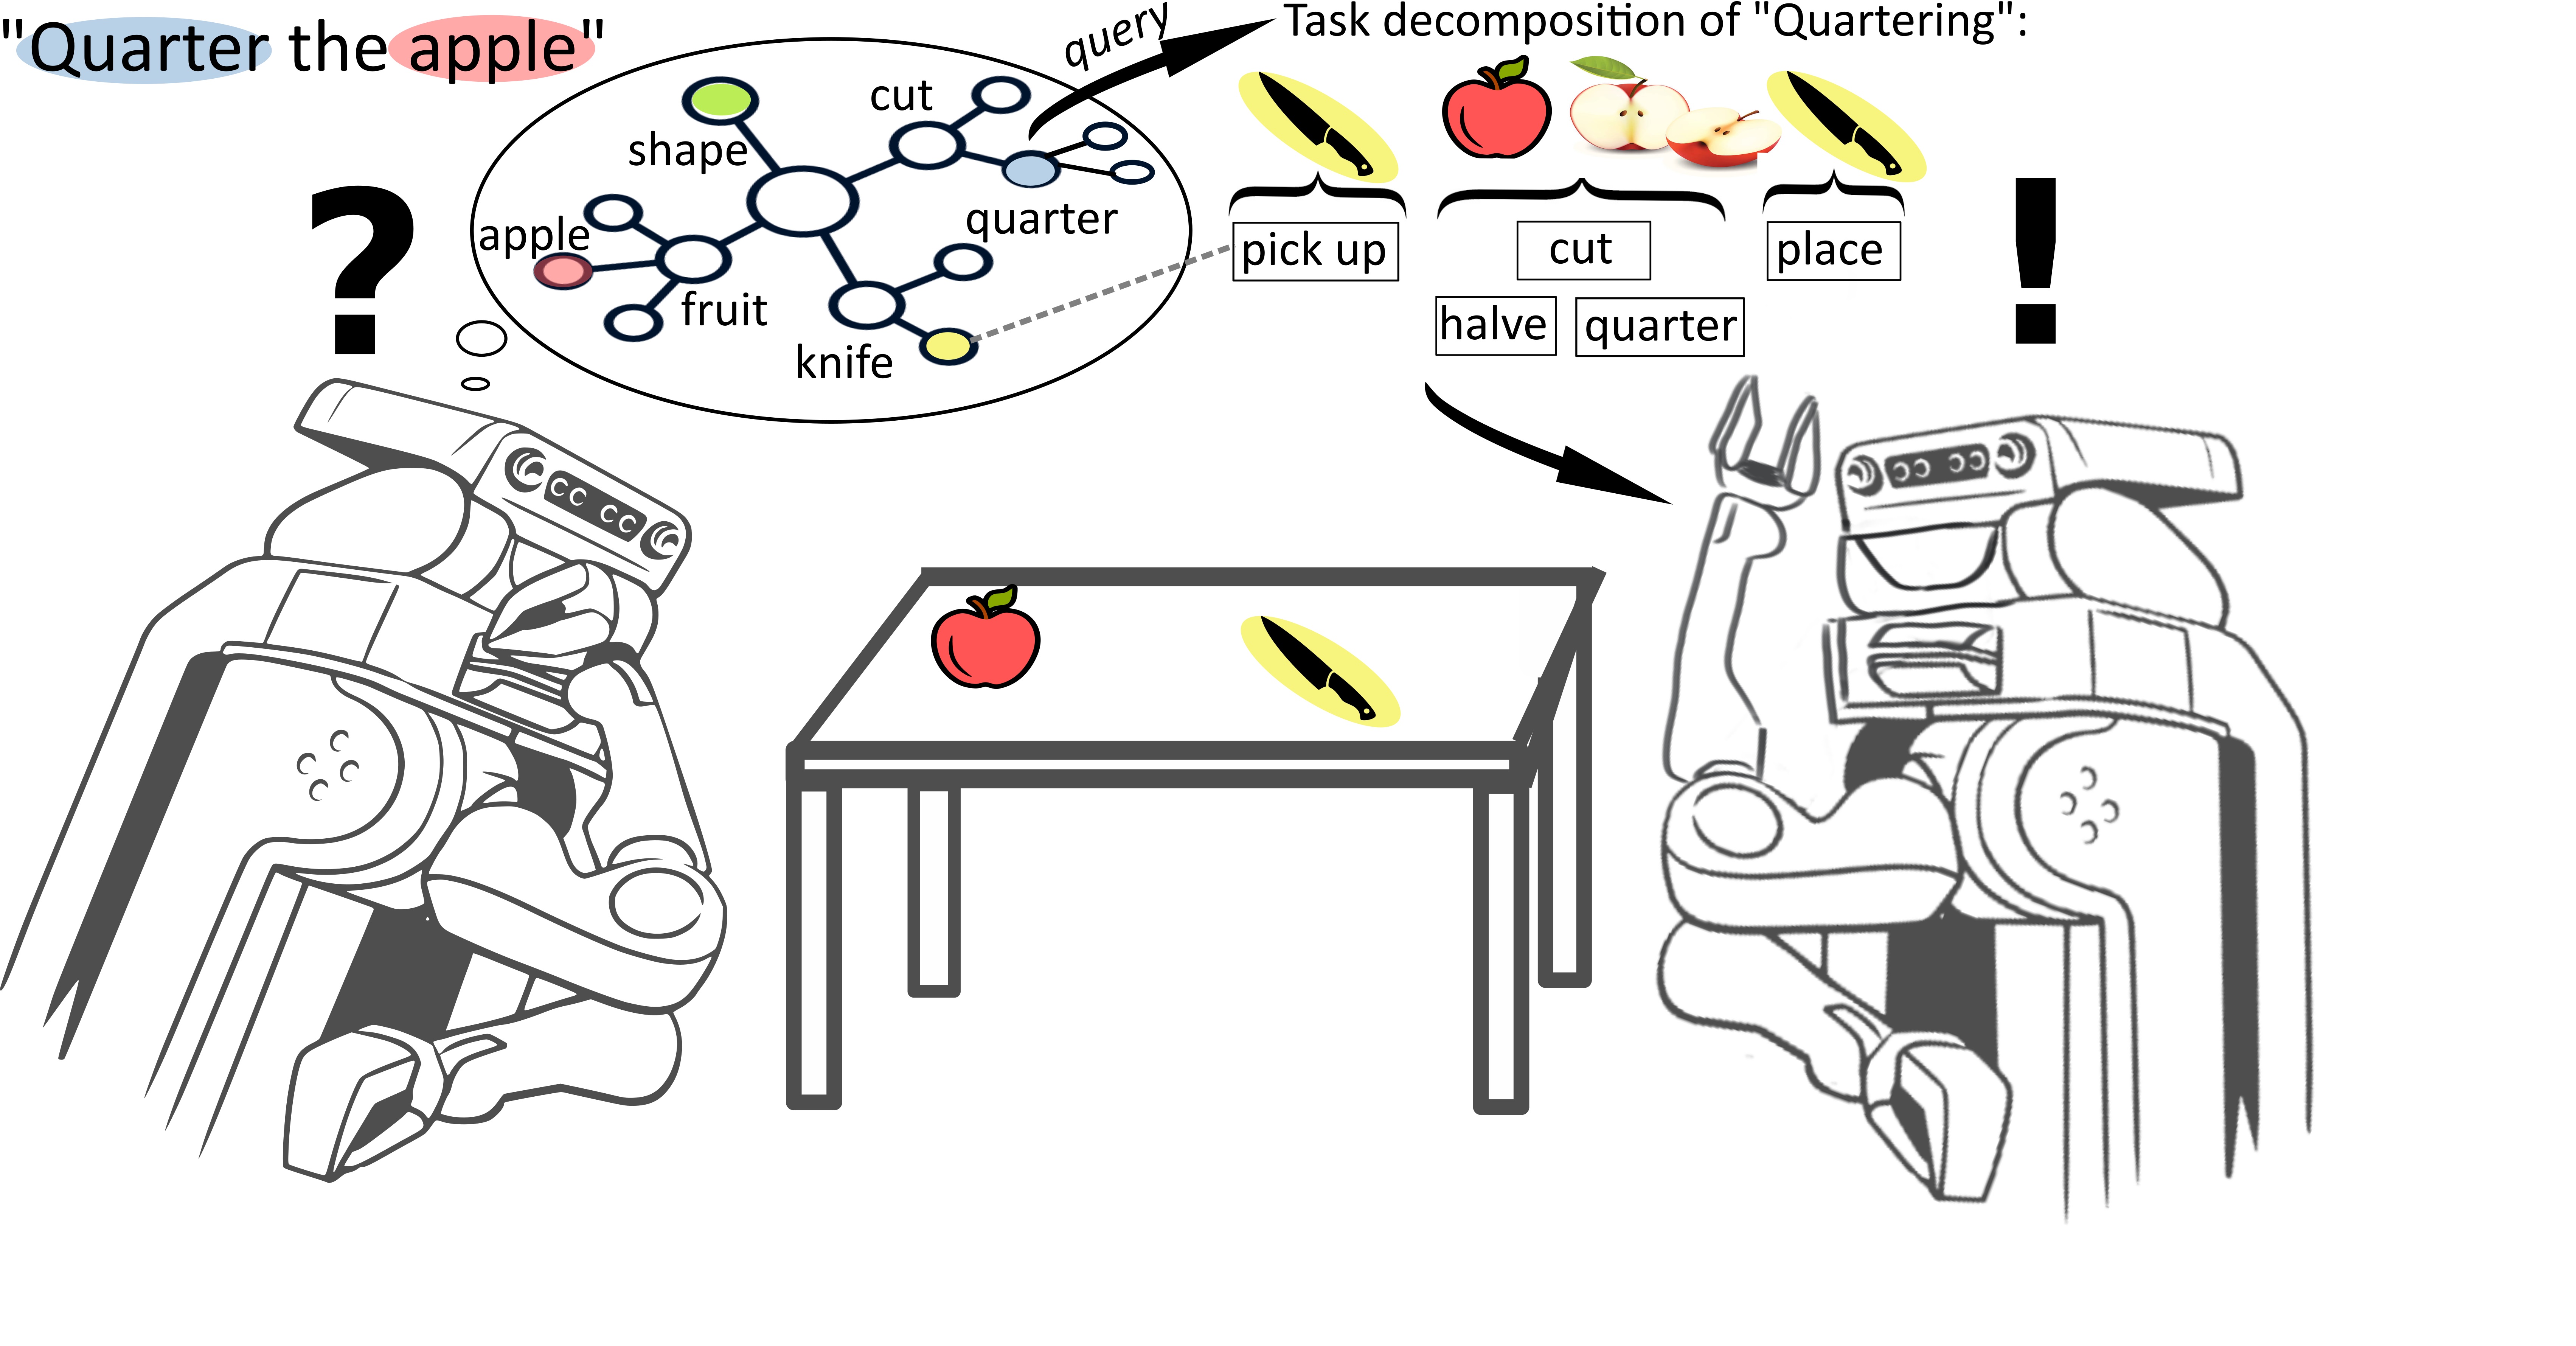 "Quarter the apple"
query
Task decomposition of "Quartering":
cut
shape
quarter
apple
fruit
knife
pick up
cut
place
halve
quarter
?
!